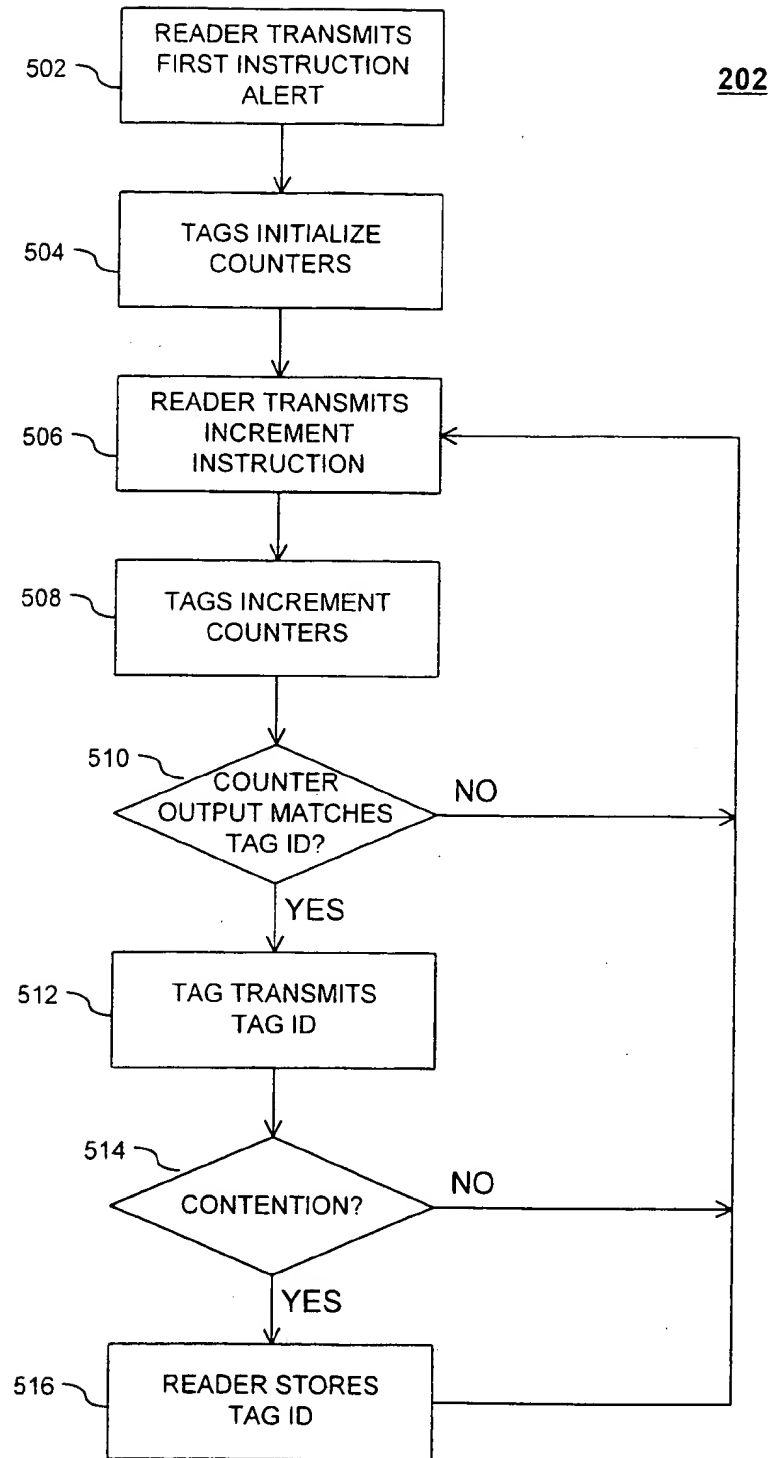 READER TRANSMITS
FIRST INSTRUCTION
ALERT
502
202
TAGS INITIALIZE
COUNTERS
504
READER TRANSMITS
INCREMENT
INSTRUCTION
506
TAGS INCREMENT
COUNTERS
508
510
COUNTER
OUTPUT MATCHES
TAG ID?
NO
YES
TAG TRANSMITS
TAG ID
512
514
CONTENTION?
NO
YES
READER STORES
TAG ID
516